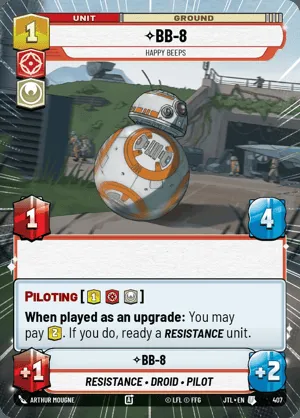 UNIT GROUND
1 ✧BB-8
HAPPY BEEPS
1 4
PILOTING [1 ]
When played as an upgrade: You may
pay 2. If you do, ready a RESISTANCE unit.
✧BB-8
+1 +2
RESISTANCE • DROID • PILOT
ARTHUR MOUGNE © LFL © FFG JTL • EN 407